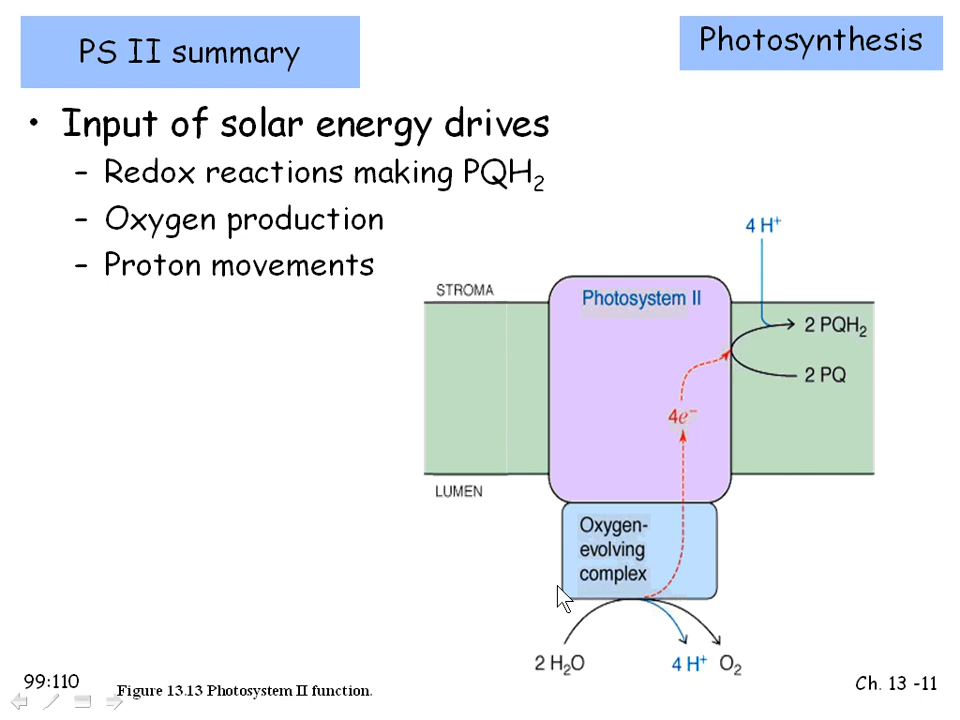 PS II summary
Photosynthesis
• Input of solar energy drives
– Redox reactions making PQH₂
– Oxygen production
– Proton movements
4 H⁺
STROMA
Photosystem II
2 PQH₂
2 PQ
4e⁻
LUMEN
Oxygen-
evolving
complex
2 H₂O
4 H⁺
O₂
99:110
Figure 13.13 Photosystem II function.
Ch. 13 -11